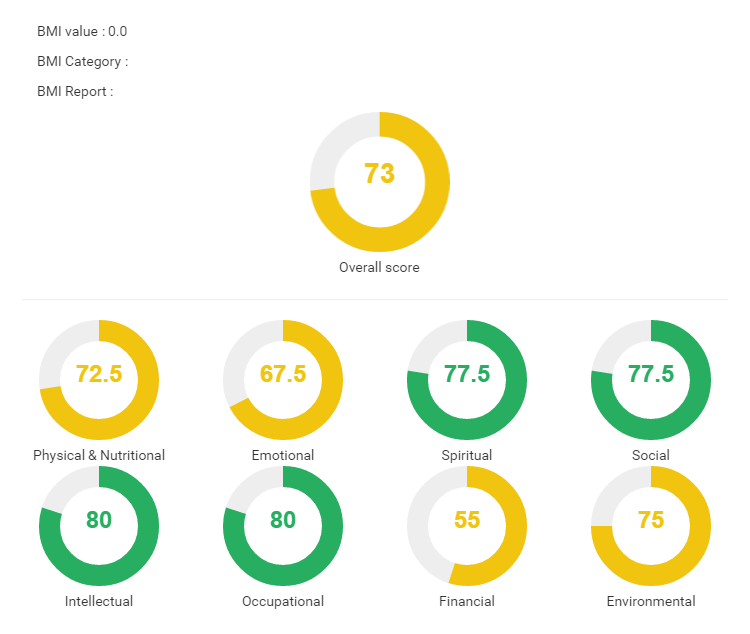 BMI value : 0.0
BMI Category :
BMI Report :
73
Overall score
72.5 67.5 77.5 77.5
Physical & Nutritional Emotional Spiritual Social
80 80 55 75
Intellectual Occupational Financial Environmental